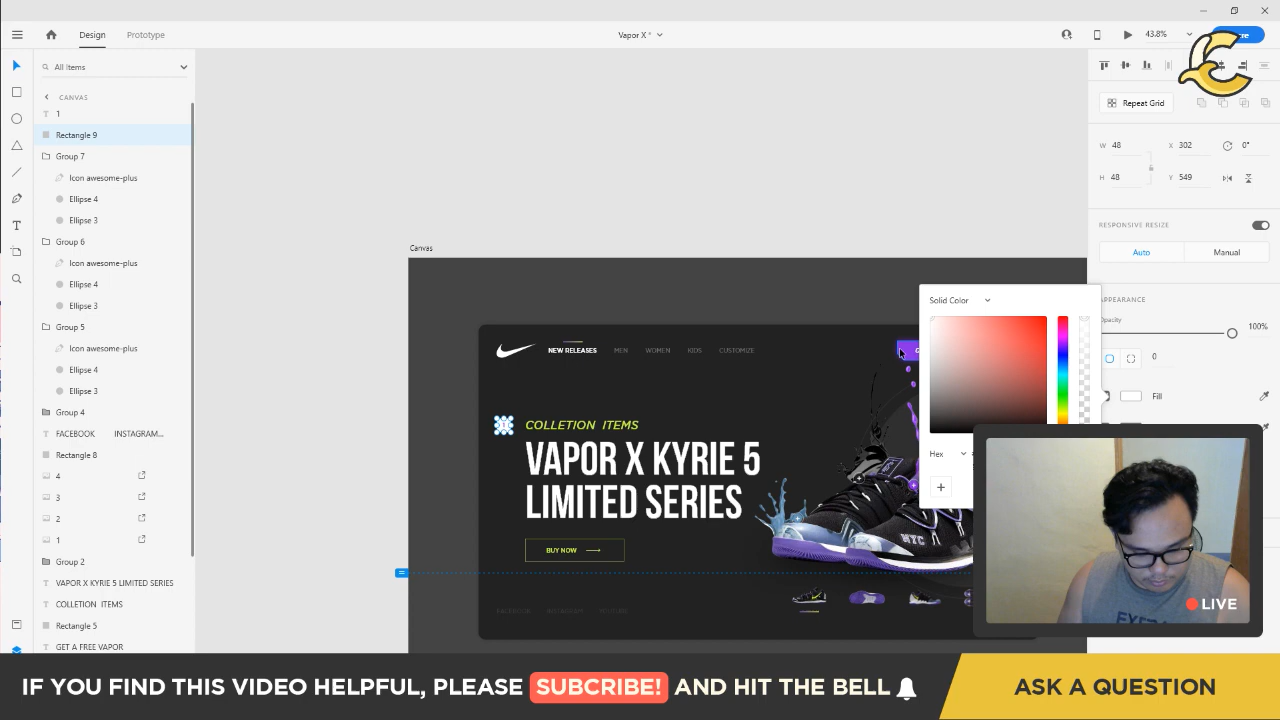 Design
Prototype
Vapor X *
43.8%
All Items
CANVAS
1
Rectangle 9
Group 7
Icon awesome-plus
Ellipse 4
Ellipse 3
Group 6
Icon awesome-plus
Ellipse 4
Ellipse 3
Group 5
Icon awesome-plus
Ellipse 4
Ellipse 3
Group 4
FACEBOOK INSTAGRAM...
Rectangle 8
4
3
2
1
Group 2
VAPOR X KYRIE 5 LIMITED SERIES
COLLETION ITEMS
Rectangle 5
GET A FREE VAPOR
Canvas
NEW RELEASES
MEN
WOMEN
KIDS
CUSTOMIZE
COLLETION ITEMS
VAPOR X KYRIE 5
LIMITED SERIES
BUY NOW
FACEBOOK INSTAGRAM YOUTUBE
NYC
Solid Color
Hex
Repeat Grid
W 48
X 302
0°
H 48
Y 549
RESPONSIVE RESIZE
Auto
Manual
APPEARANCE
Opacity
100%
0
Fill
LIVE
IF YOU FIND THIS VIDEO HELPFUL, PLEASE SUBCRIBE! AND HIT THE BELL
ASK A QUESTION